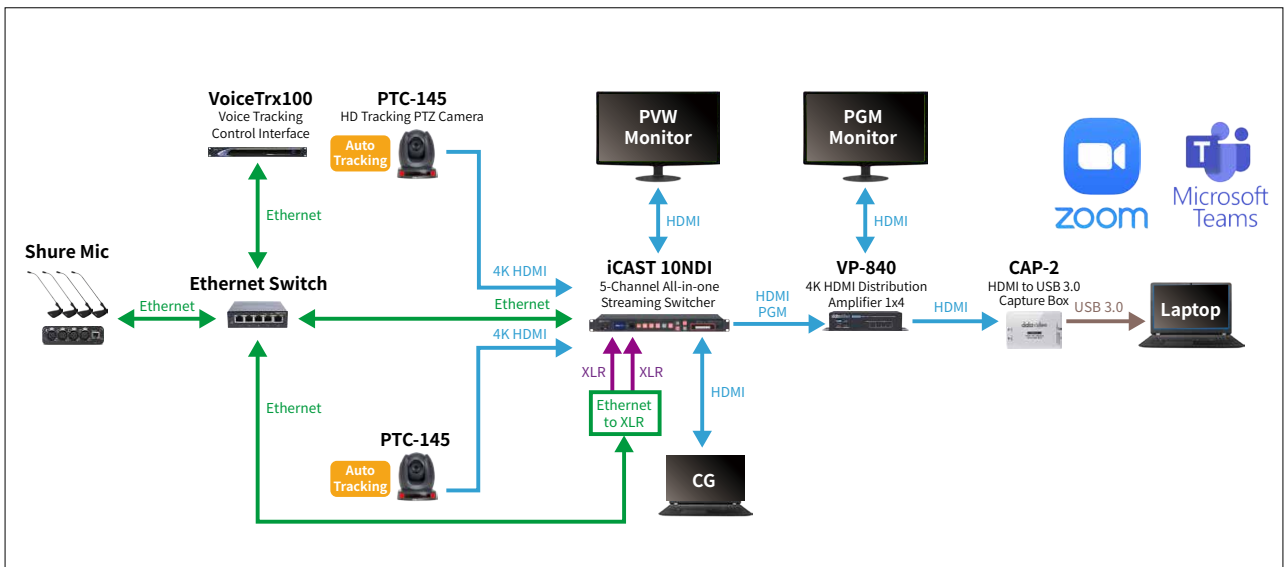 VoiceTrx100
Voice Tracking
Control Interface
PTC-145
HD Tracking PTZ Camera
Auto
Tracking
PVW
Monitor
PGM
Monitor
zoom
T
Microsoft
Teams
Ethernet
HDMI
HDMI
Shure Mic
Ethernet
Ethernet Switch
4K HDMI
Ethernet
4K HDMI
iCAST 10NDI
5-Channel All-in-one
Streaming Switcher
HDMI
PGM
VP-840
4K HDMI Distribution
Amplifier 1x4
HDMI
CAP-2
HDMI to USB 3.0
Capture Box
datavideo
USB 3.0
Laptop
XLR
XLR
HDMI
Ethernet
Ethernet
to XLR
PTC-145
Auto
Tracking
CG